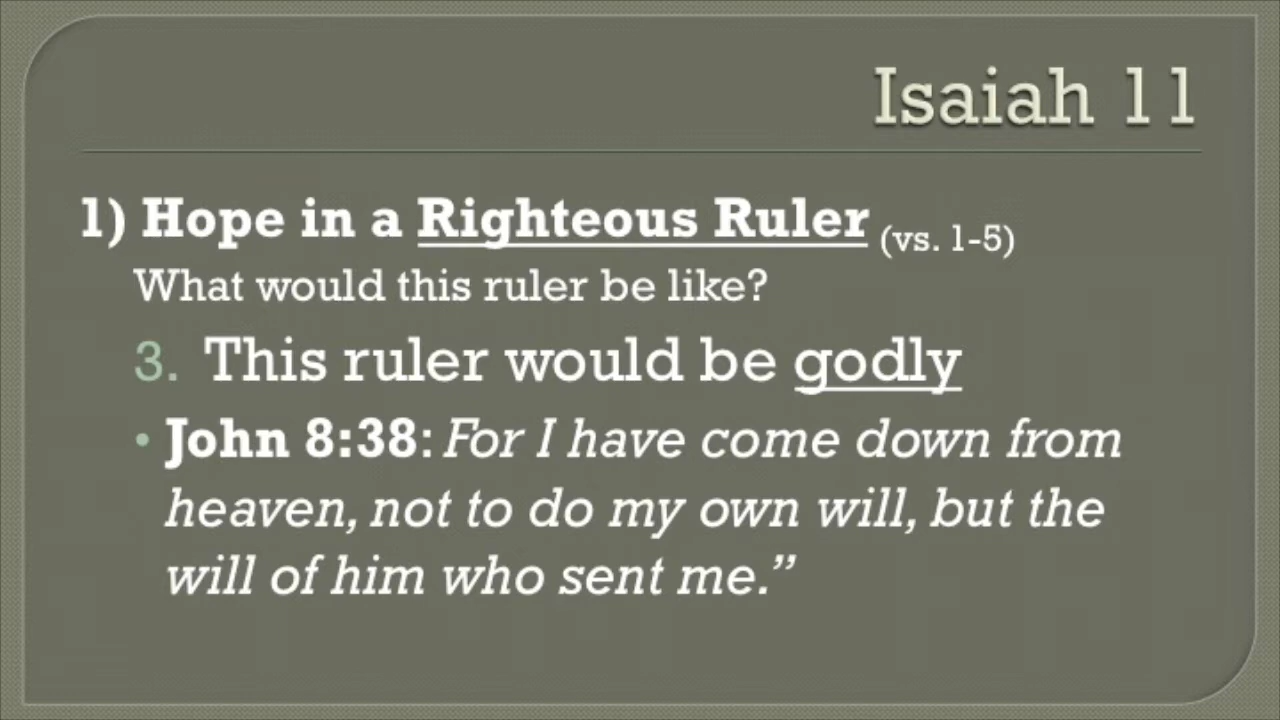 Isaiah 11
1) Hope in a Righteous Ruler (vs. 1-5)
What would this ruler be like?
3. This ruler would be godly
• John 8:38: For I have come down from
heaven, not to do my own will, but the
will of him who sent me.”